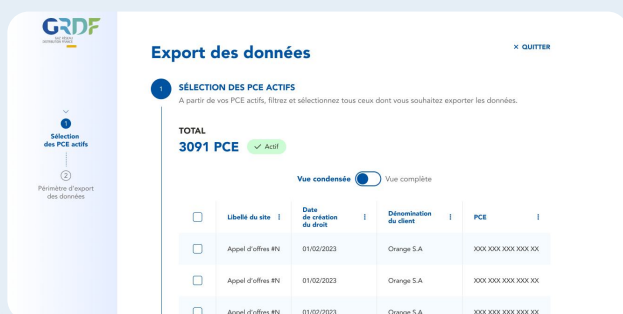 GRDF
GAZ RÉSEAU
DISTRIBUTION FRANCE
Export des données
× QUITTER
1
Sélection
des PCE actifs
2
Périmètre d'export
des données
1
SÉLECTION DES PCE ACTIFS
A partir de vos PCE actifs, filtrez et sélectionnez tous ceux dont vous souhaitez exporter les données.
TOTAL
3091 PCE ✓ Actif
Vue condensée Vue complète
Libellé du site
Date
de création
du droit
Dénomination
du client
PCE
Appel d'offres #N 01/02/2023 Orange S.A XXX XXX XXX XXX XX
Appel d'offres #N 01/02/2023 Orange S.A XXX XXX XXX XXX XX
Appel d'offres #N 01/02/2023 Orange S.A XXX XXX XXX XXX XX